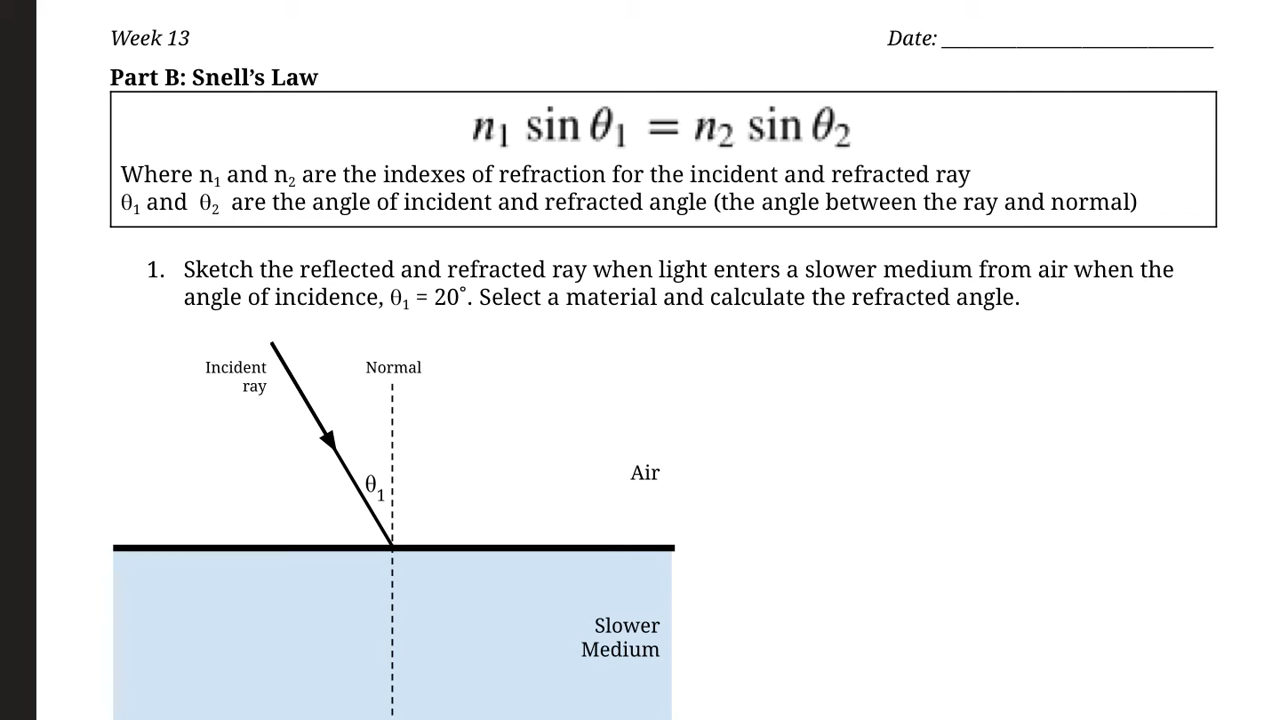 Week 13 Date: _________________________
Part B: Snell's Law
n₁ sin θ₁ = n₂ sin θ₂
Where n₁ and n₂ are the indexes of refraction for the incident and refracted ray
θ₁ and θ₂ are the angle of incident and refracted angle (the angle between the ray and normal)
1. Sketch the reflected and refracted ray when light enters a slower medium from air when the
angle of incidence, θ₁ = 20˚. Select a material and calculate the refracted angle.
Incident
ray
Normal
θ₁
Air
Slower
Medium